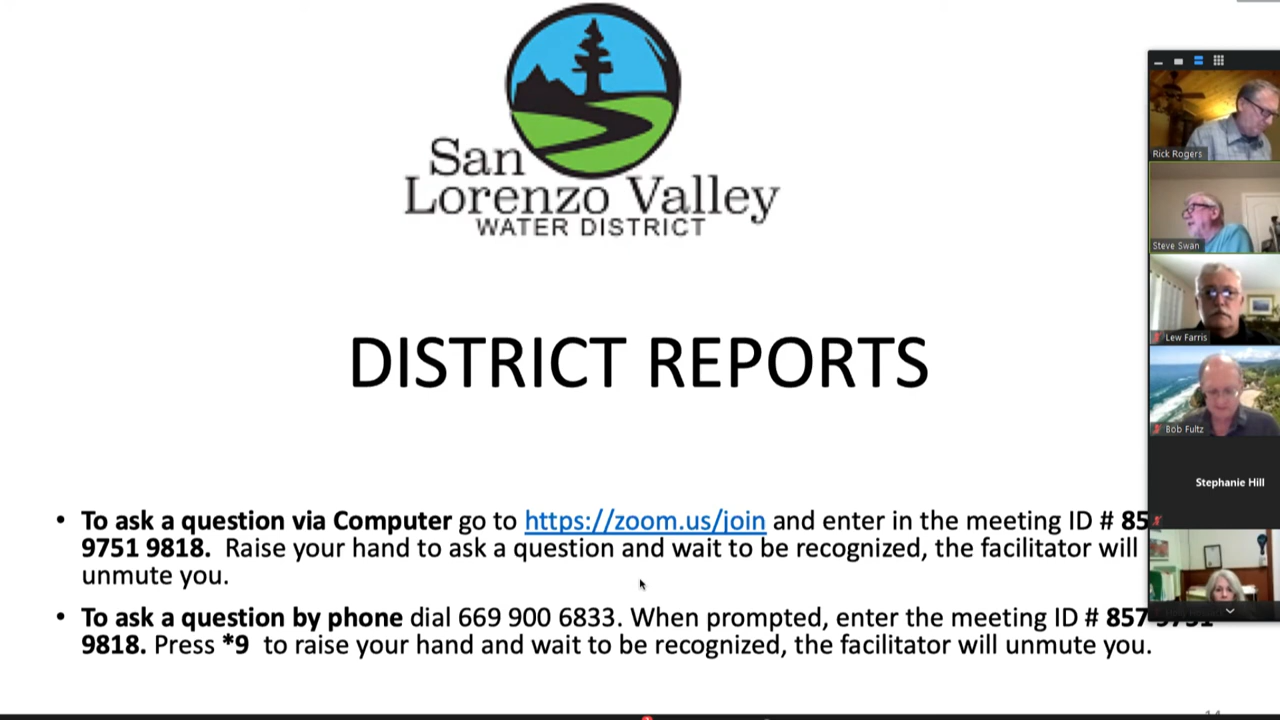 San
Lorenzo Valley
WATER DISTRICT
DISTRICT REPORTS
• To ask a question via Computer go to https://zoom.us/join and enter in the meeting ID # 85
9751 9818. Raise your hand to ask a question and wait to be recognized, the facilitator will
unmute you.
• To ask a question by phone dial 669 900 6833. When prompted, enter the meeting ID # 857 9751
9818. Press *9 to raise your hand and wait to be recognized, the facilitator will unmute you.
Rick Rogers
Steve Swan
Lew Farris
Bob Fultz
Stephanie Hill